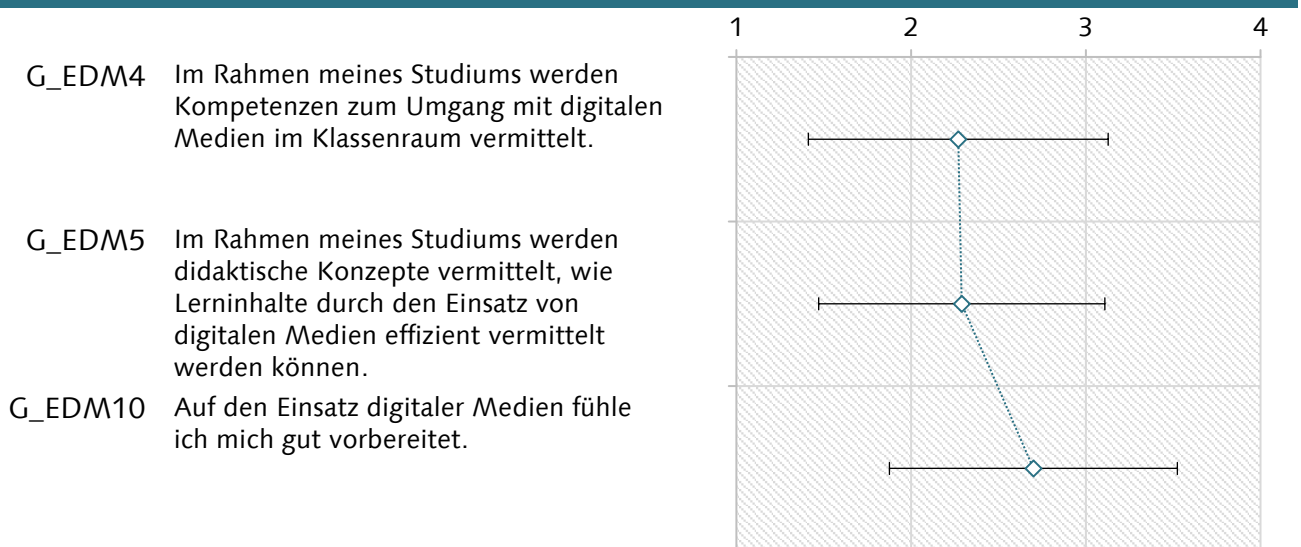 1 2 3 4
G_EDM4 Im Rahmen meines Studiums werden
Kompetenzen zum Umgang mit digitalen
Medien im Klassenraum vermittelt.
G_EDM5 Im Rahmen meines Studiums werden
didaktische Konzepte vermittelt, wie
Lerninhalte durch den Einsatz von
digitalen Medien effizient vermittelt
werden können.
G_EDM10 Auf den Einsatz digitaler Medien fühle
ich mich gut vorbereitet.